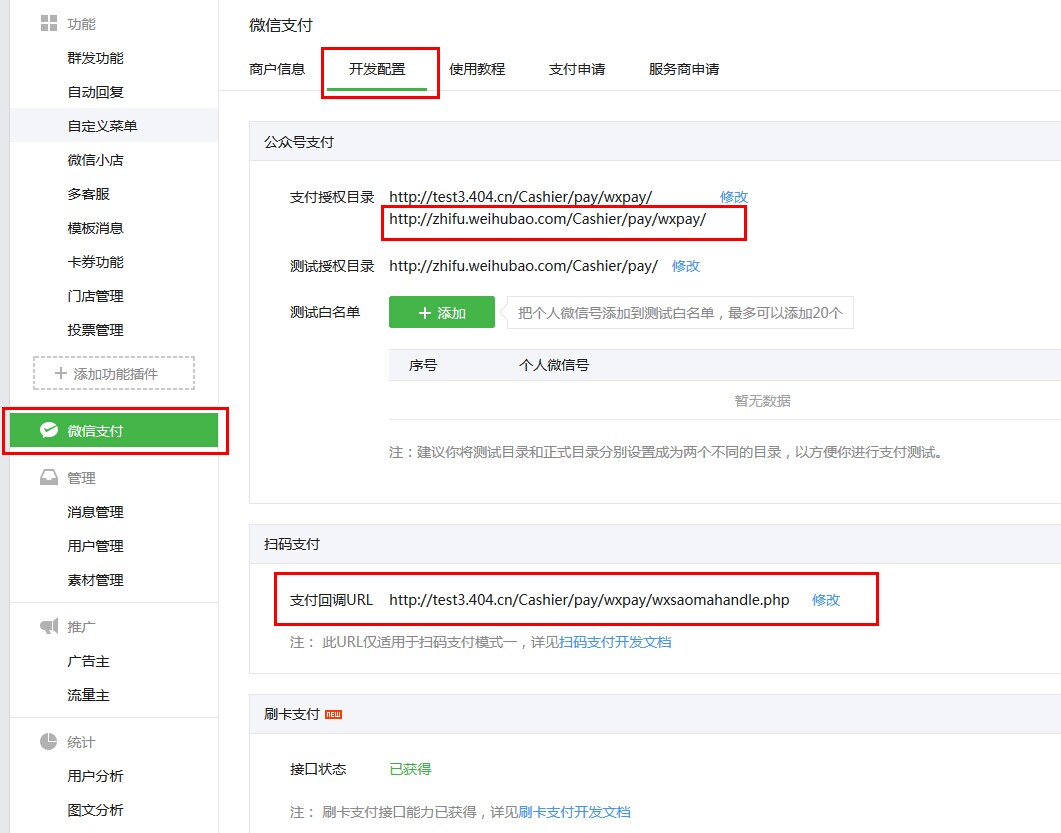 功能
群发功能
自动回复
自定义菜单
微信小店
多客服
模板消息
卡券功能
门店管理
投票管理
添加功能插件
微信支付
管理
消息管理
用户管理
素材管理
推广
广告主
流量主
统计
用户分析
图文分析
微信支付
商户信息 开发配置 使用教程 支付申请 服务商申请
公众号支付
支付授权目录 http://test3.404.cn/Cashier/pay/wxpay/ 修改
http://zhifu.weihubao.com/Cashier/pay/wxpay/
测试授权目录 http://zhifu.weihubao.com/Cashier/pay/ 修改
测试白名单 + 添加 把个人微信号添加到测试白名单，最多可以添加20个
序号 个人微信号
暂无数据
注：建议你将测试目录和正式目录分别设置成为两个不同的目录，以方便你进行支付测试。
扫码支付
支付回调URL http://test3.404.cn/Cashier/pay/wxpay/wxsaomahandle.php 修改
注： 此URL仅适用于扫码支付模式一，详见扫码支付开发文档
刷卡支付 NEW
接口状态 已获得
注： 刷卡支付接口能力已获得，详见刷卡支付开发文档